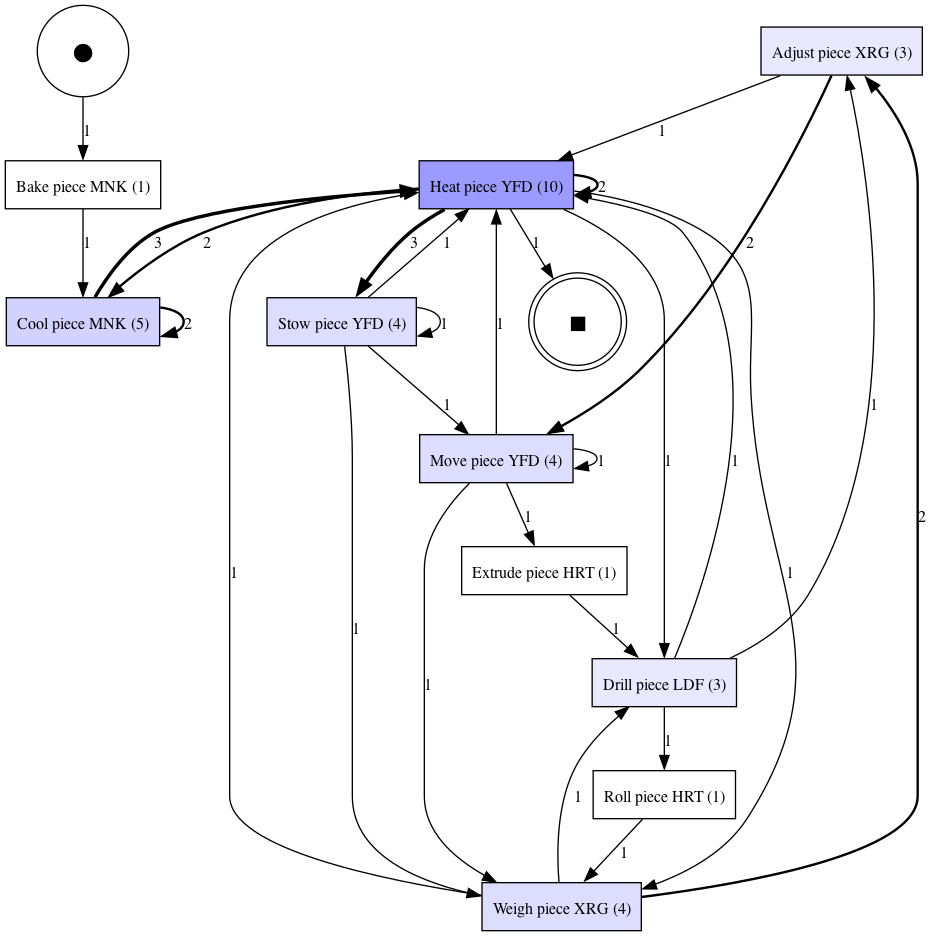 Adjust piece XRG (3)
1
1
Bake piece MNK (1)
Heat piece YFD (10)
2
1
3
2
3
1
1
2
Cool piece MNK (5)
2
Stow piece YFD (4)
1
1
1
1
Move piece YFD (4)
1
1
1
2
1
Extrude piece HRT (1)
1
1
1
1
Drill piece LDF (3)
1
1
Roll piece HRT (1)
1
1
Weigh piece XRG (4)